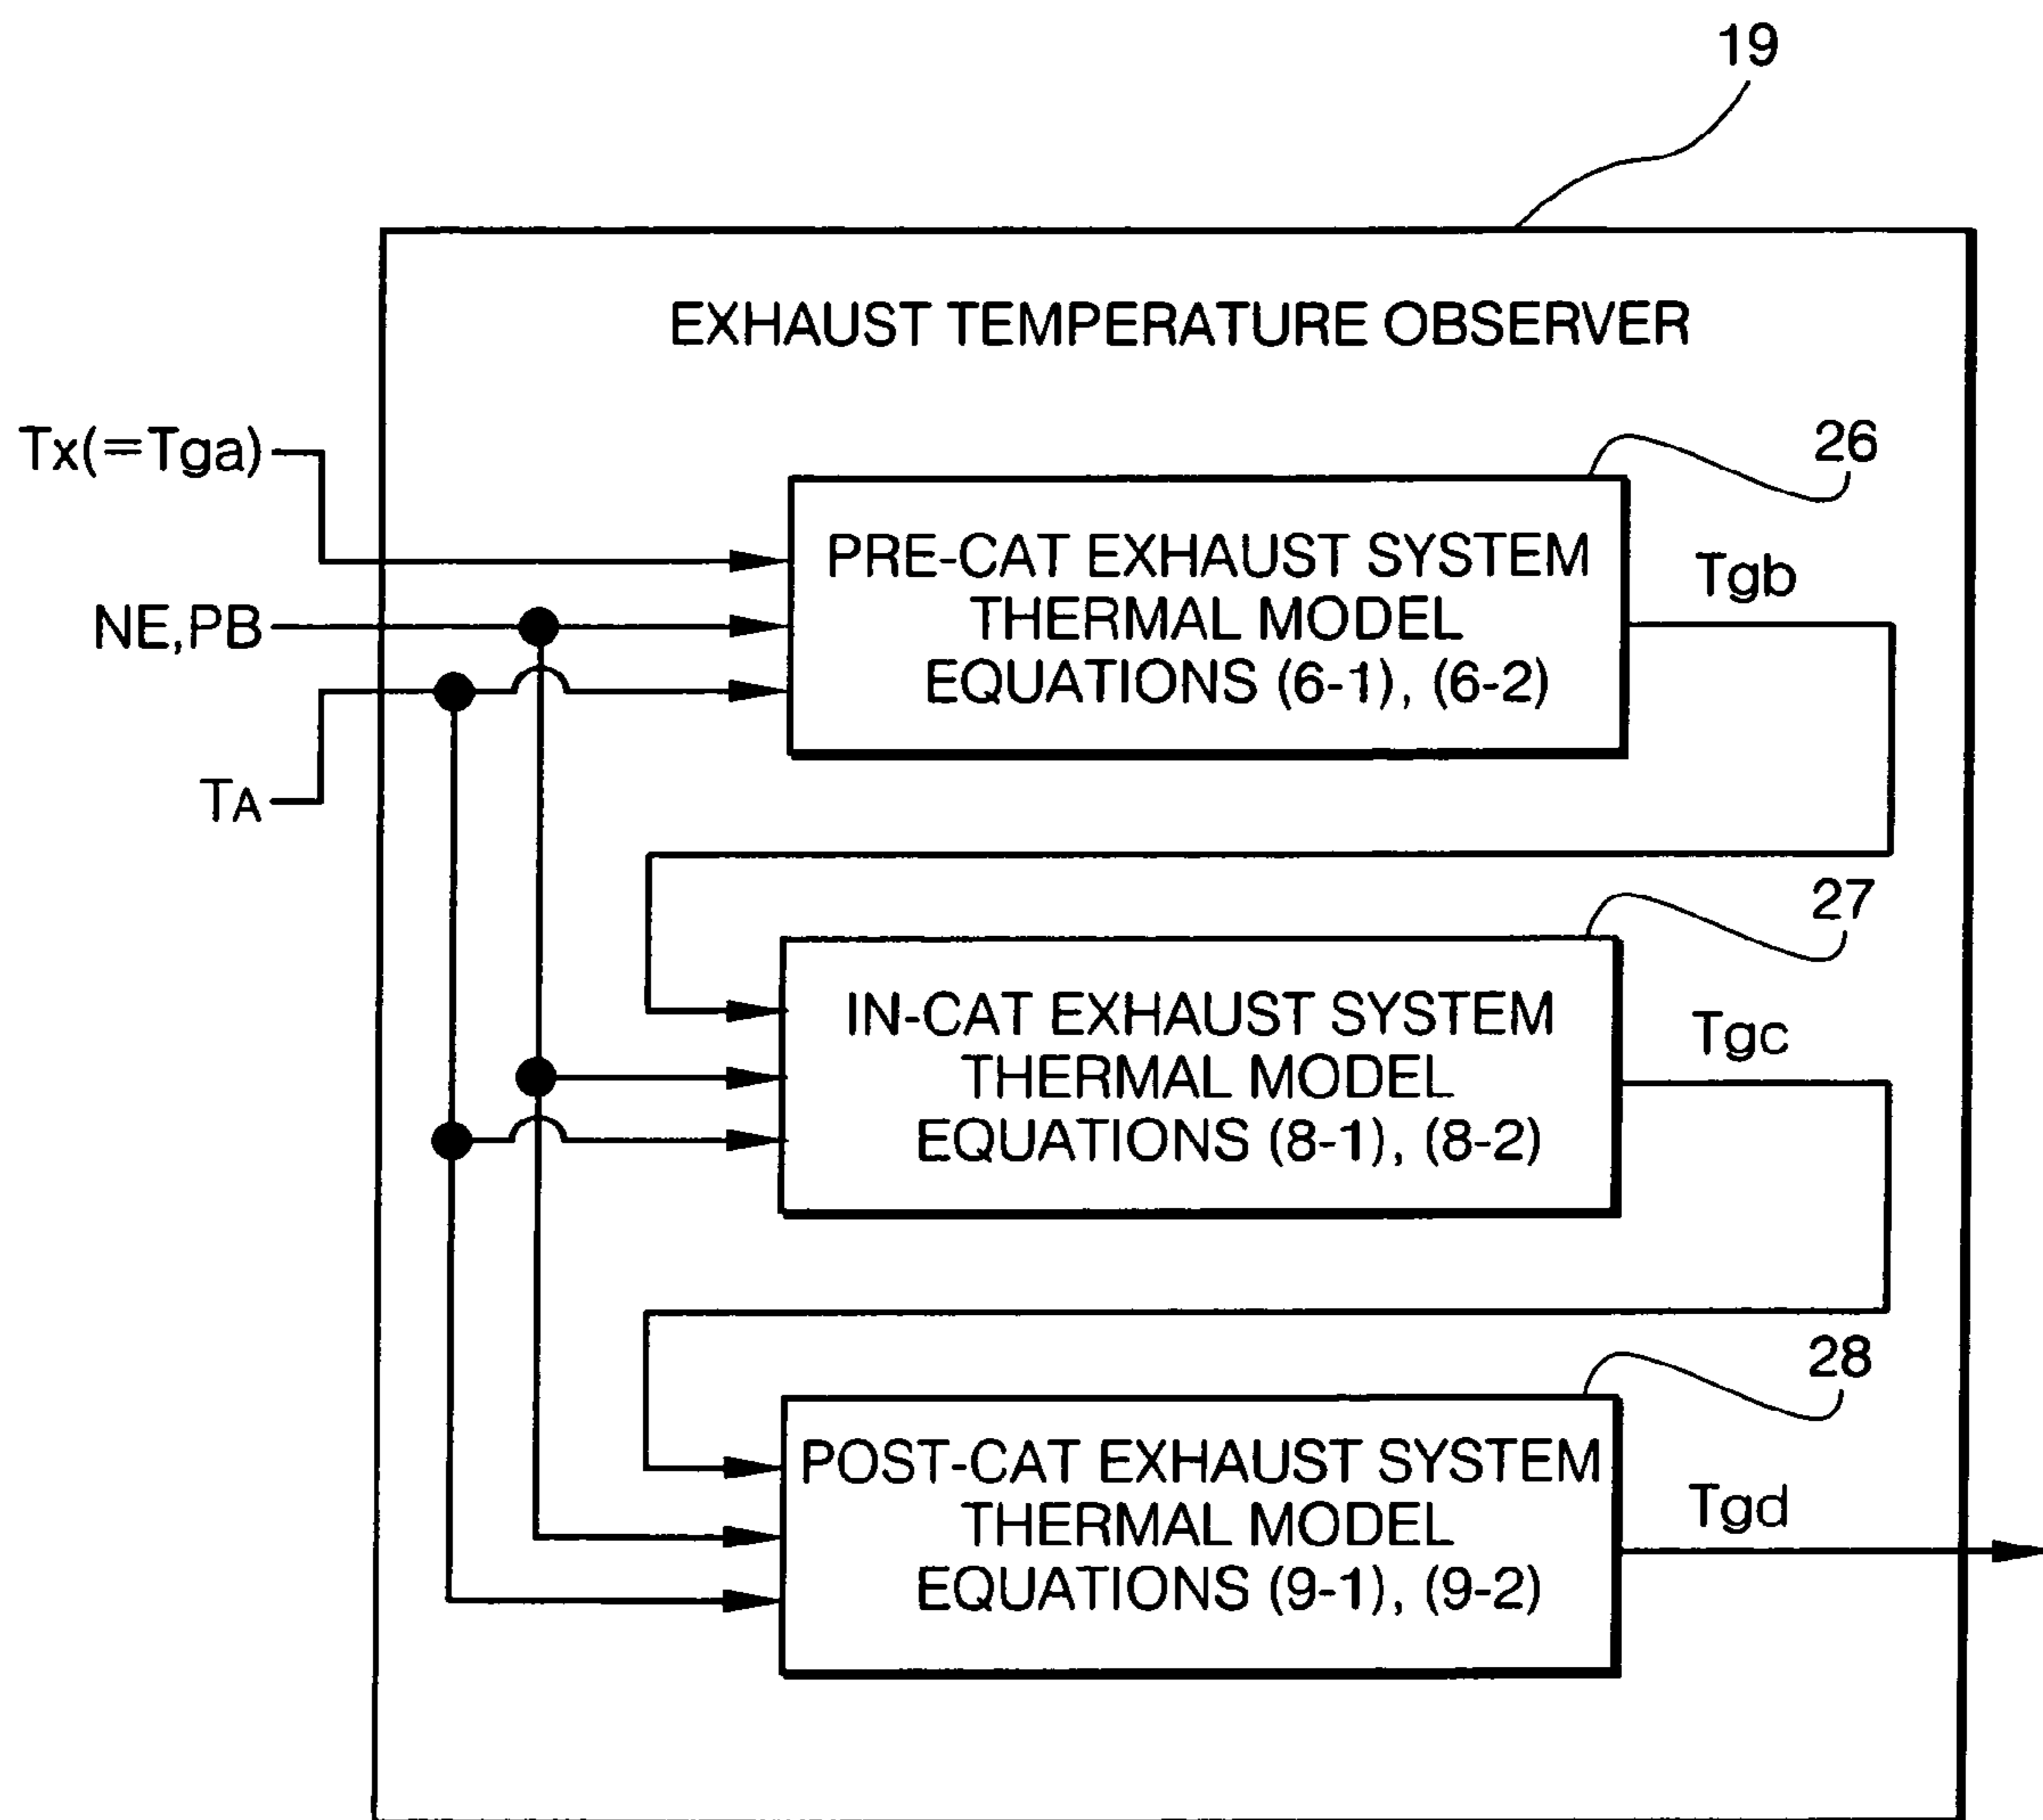 19
EXHAUST TEMPERATURE OBSERVER
Tx(=Tga)
26
PRE-CAT EXHAUST SYSTEM
THERMAL MODEL
EQUATIONS (6-1), (6-2)
Tgb
NE,PB
TA
27
IN-CAT EXHAUST SYSTEM
THERMAL MODEL
EQUATIONS (8-1), (8-2)
Tgc
28
POST-CAT EXHAUST SYSTEM
THERMAL MODEL
EQUATIONS (9-1), (9-2)
Tgd